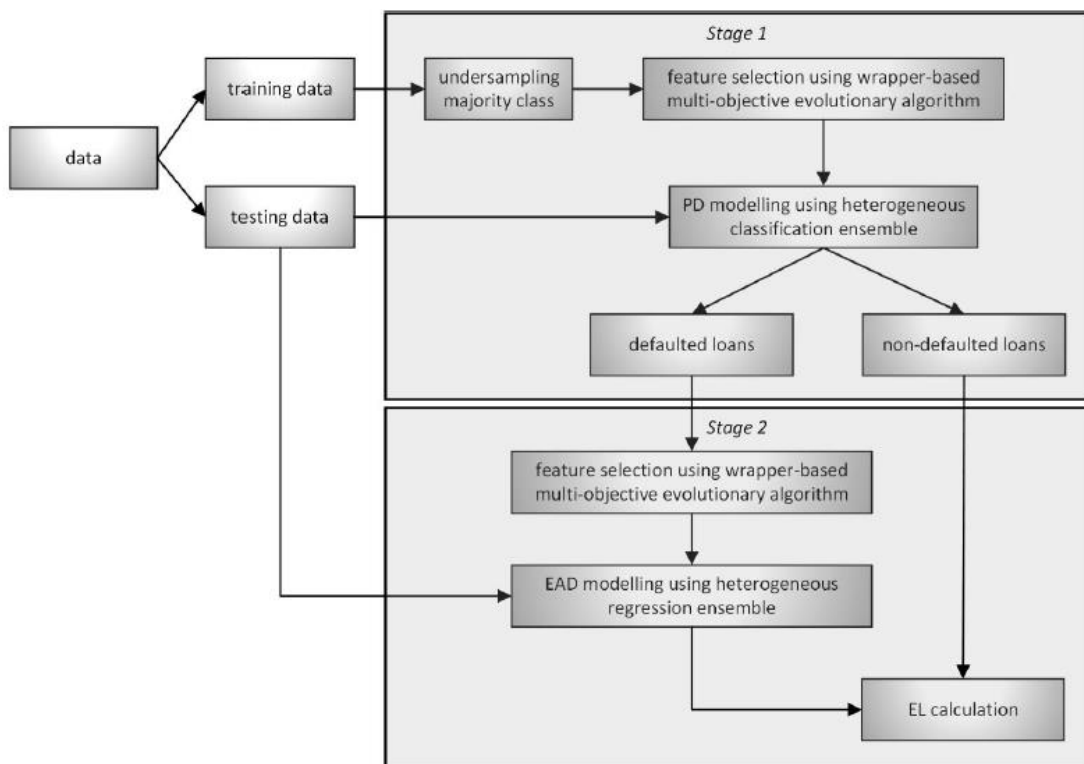 Stage 1
training data
undersampling
majority class
feature selection using wrapper-based
multi-objective evolutionary algorithm
data
testing data
PD modelling using heterogeneous
classification ensemble
defaulted loans
non-defaulted loans
Stage 2
feature selection using wrapper-based
multi-objective evolutionary algorithm
EAD modelling using heterogeneous
regression ensemble
EL calculation